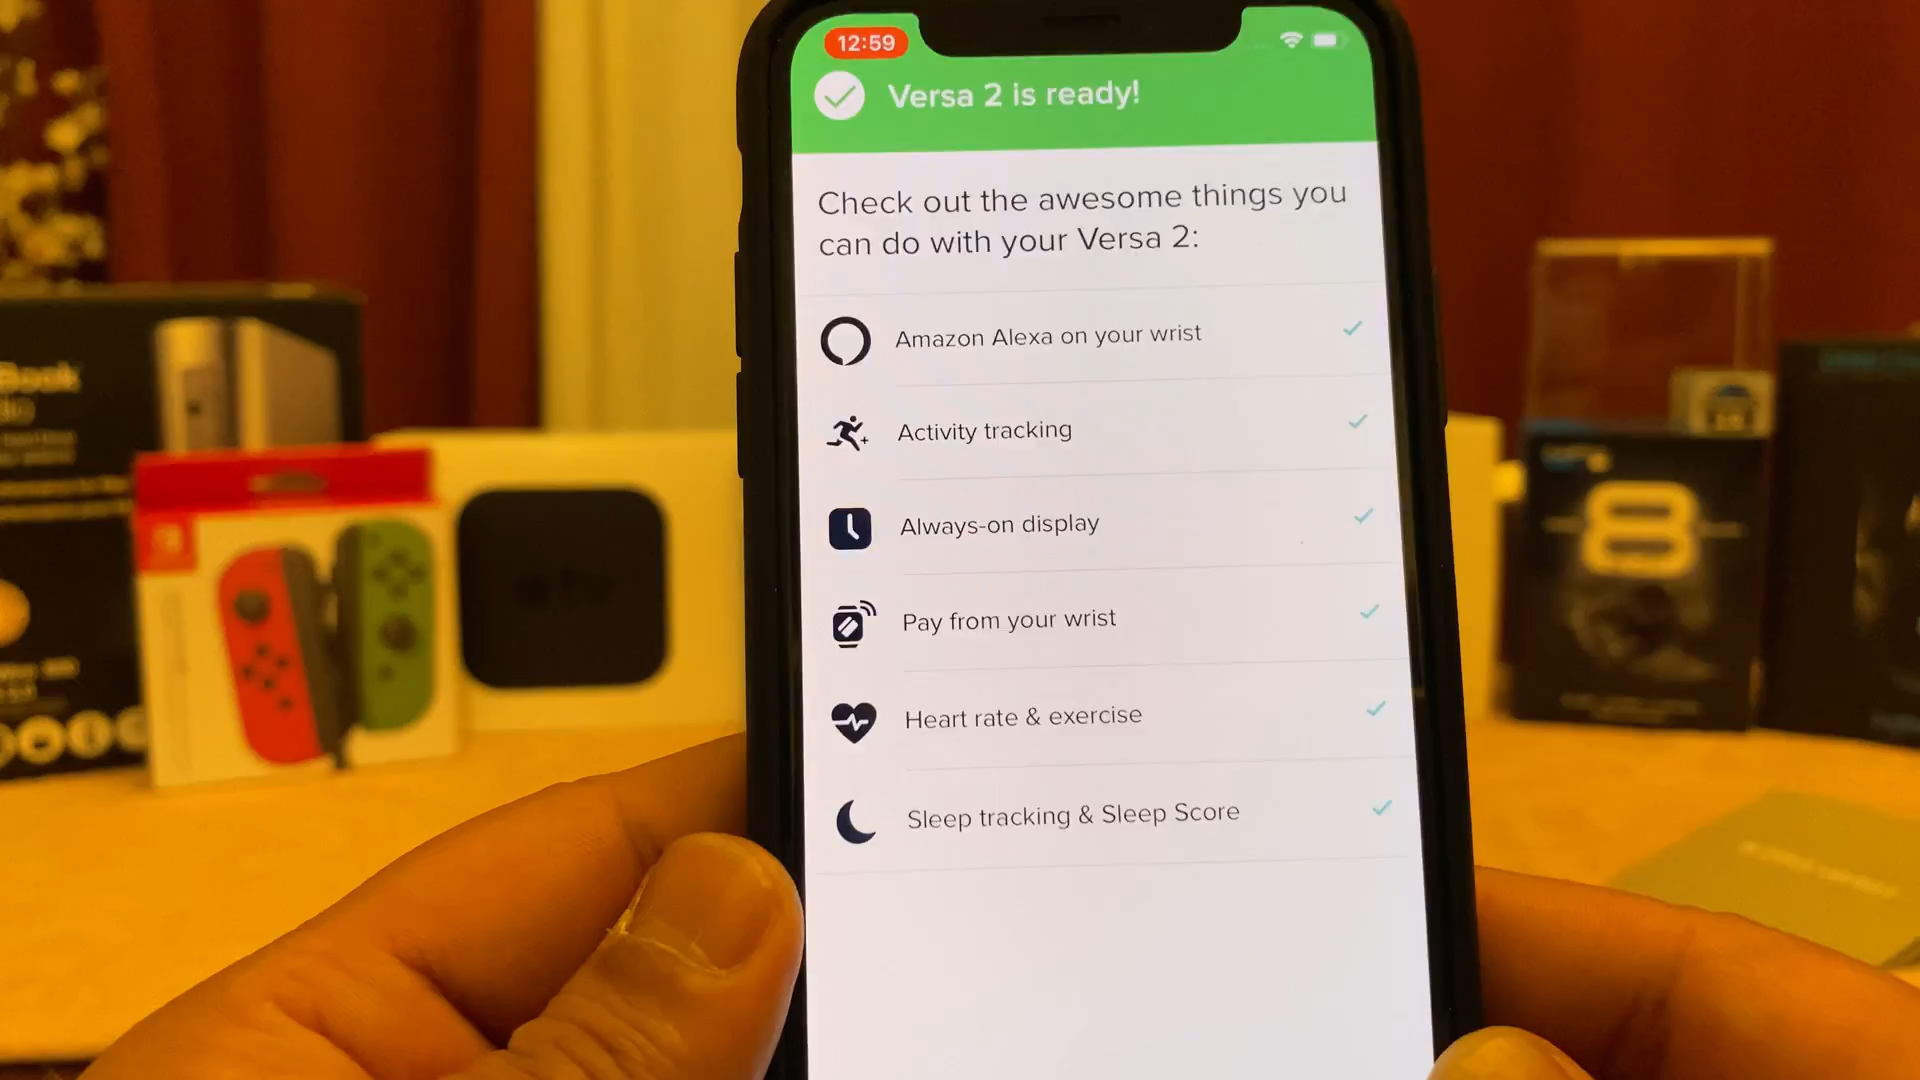 12:59
Versa 2 is ready!
Check out the awesome things you
can do with your Versa 2:
Amazon Alexa on your wrist
Activity tracking
Always-on display
Pay from your wrist
Heart rate & exercise
Sleep tracking & Sleep Score
Book
8